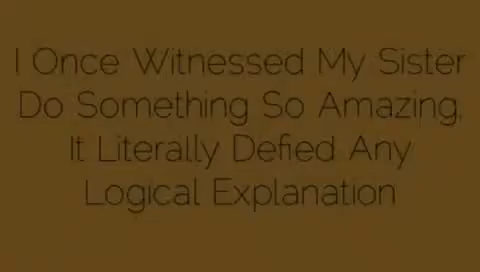 I Once Witnessed My Sister
Do Something So Amazing,
It Literally Defied Any
Logical Explanation